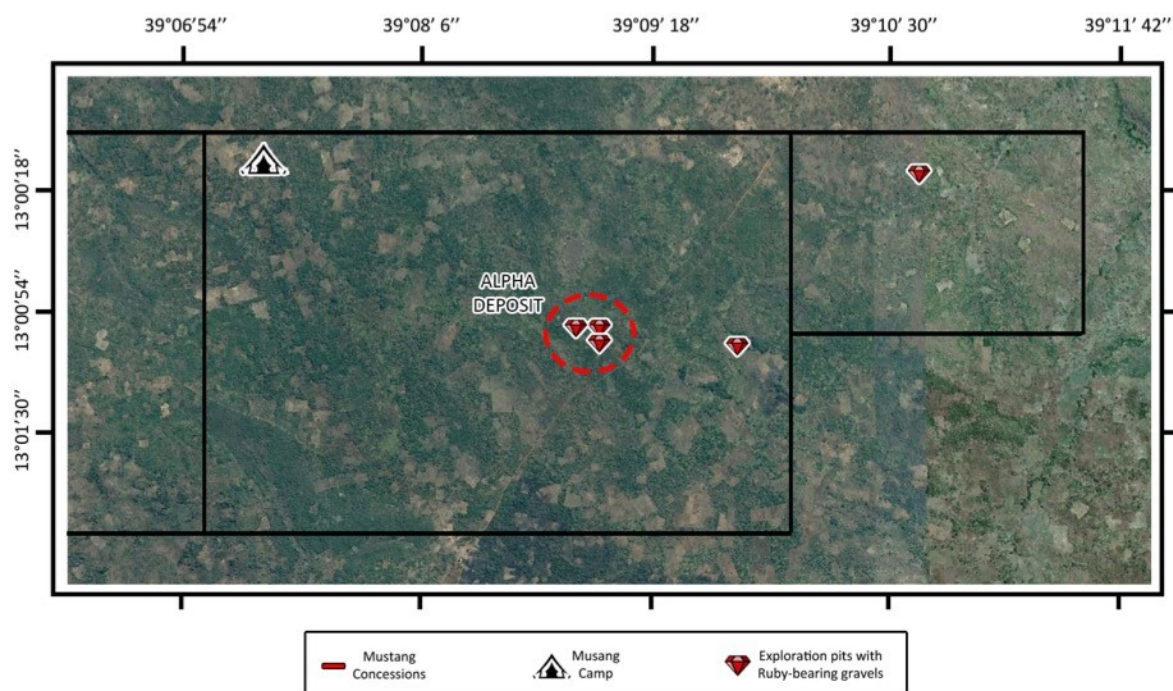 39°06'54’’
39°08'6’’
39°09'18’’
39°10'30’’
39°11'42’’
13°00'18’’
13°00'54’’
13°01'30’’
ALPHA
DEPOSIT
Mustang
Concessions
Musang
Camp
Exploration pits with
Ruby-bearing gravels